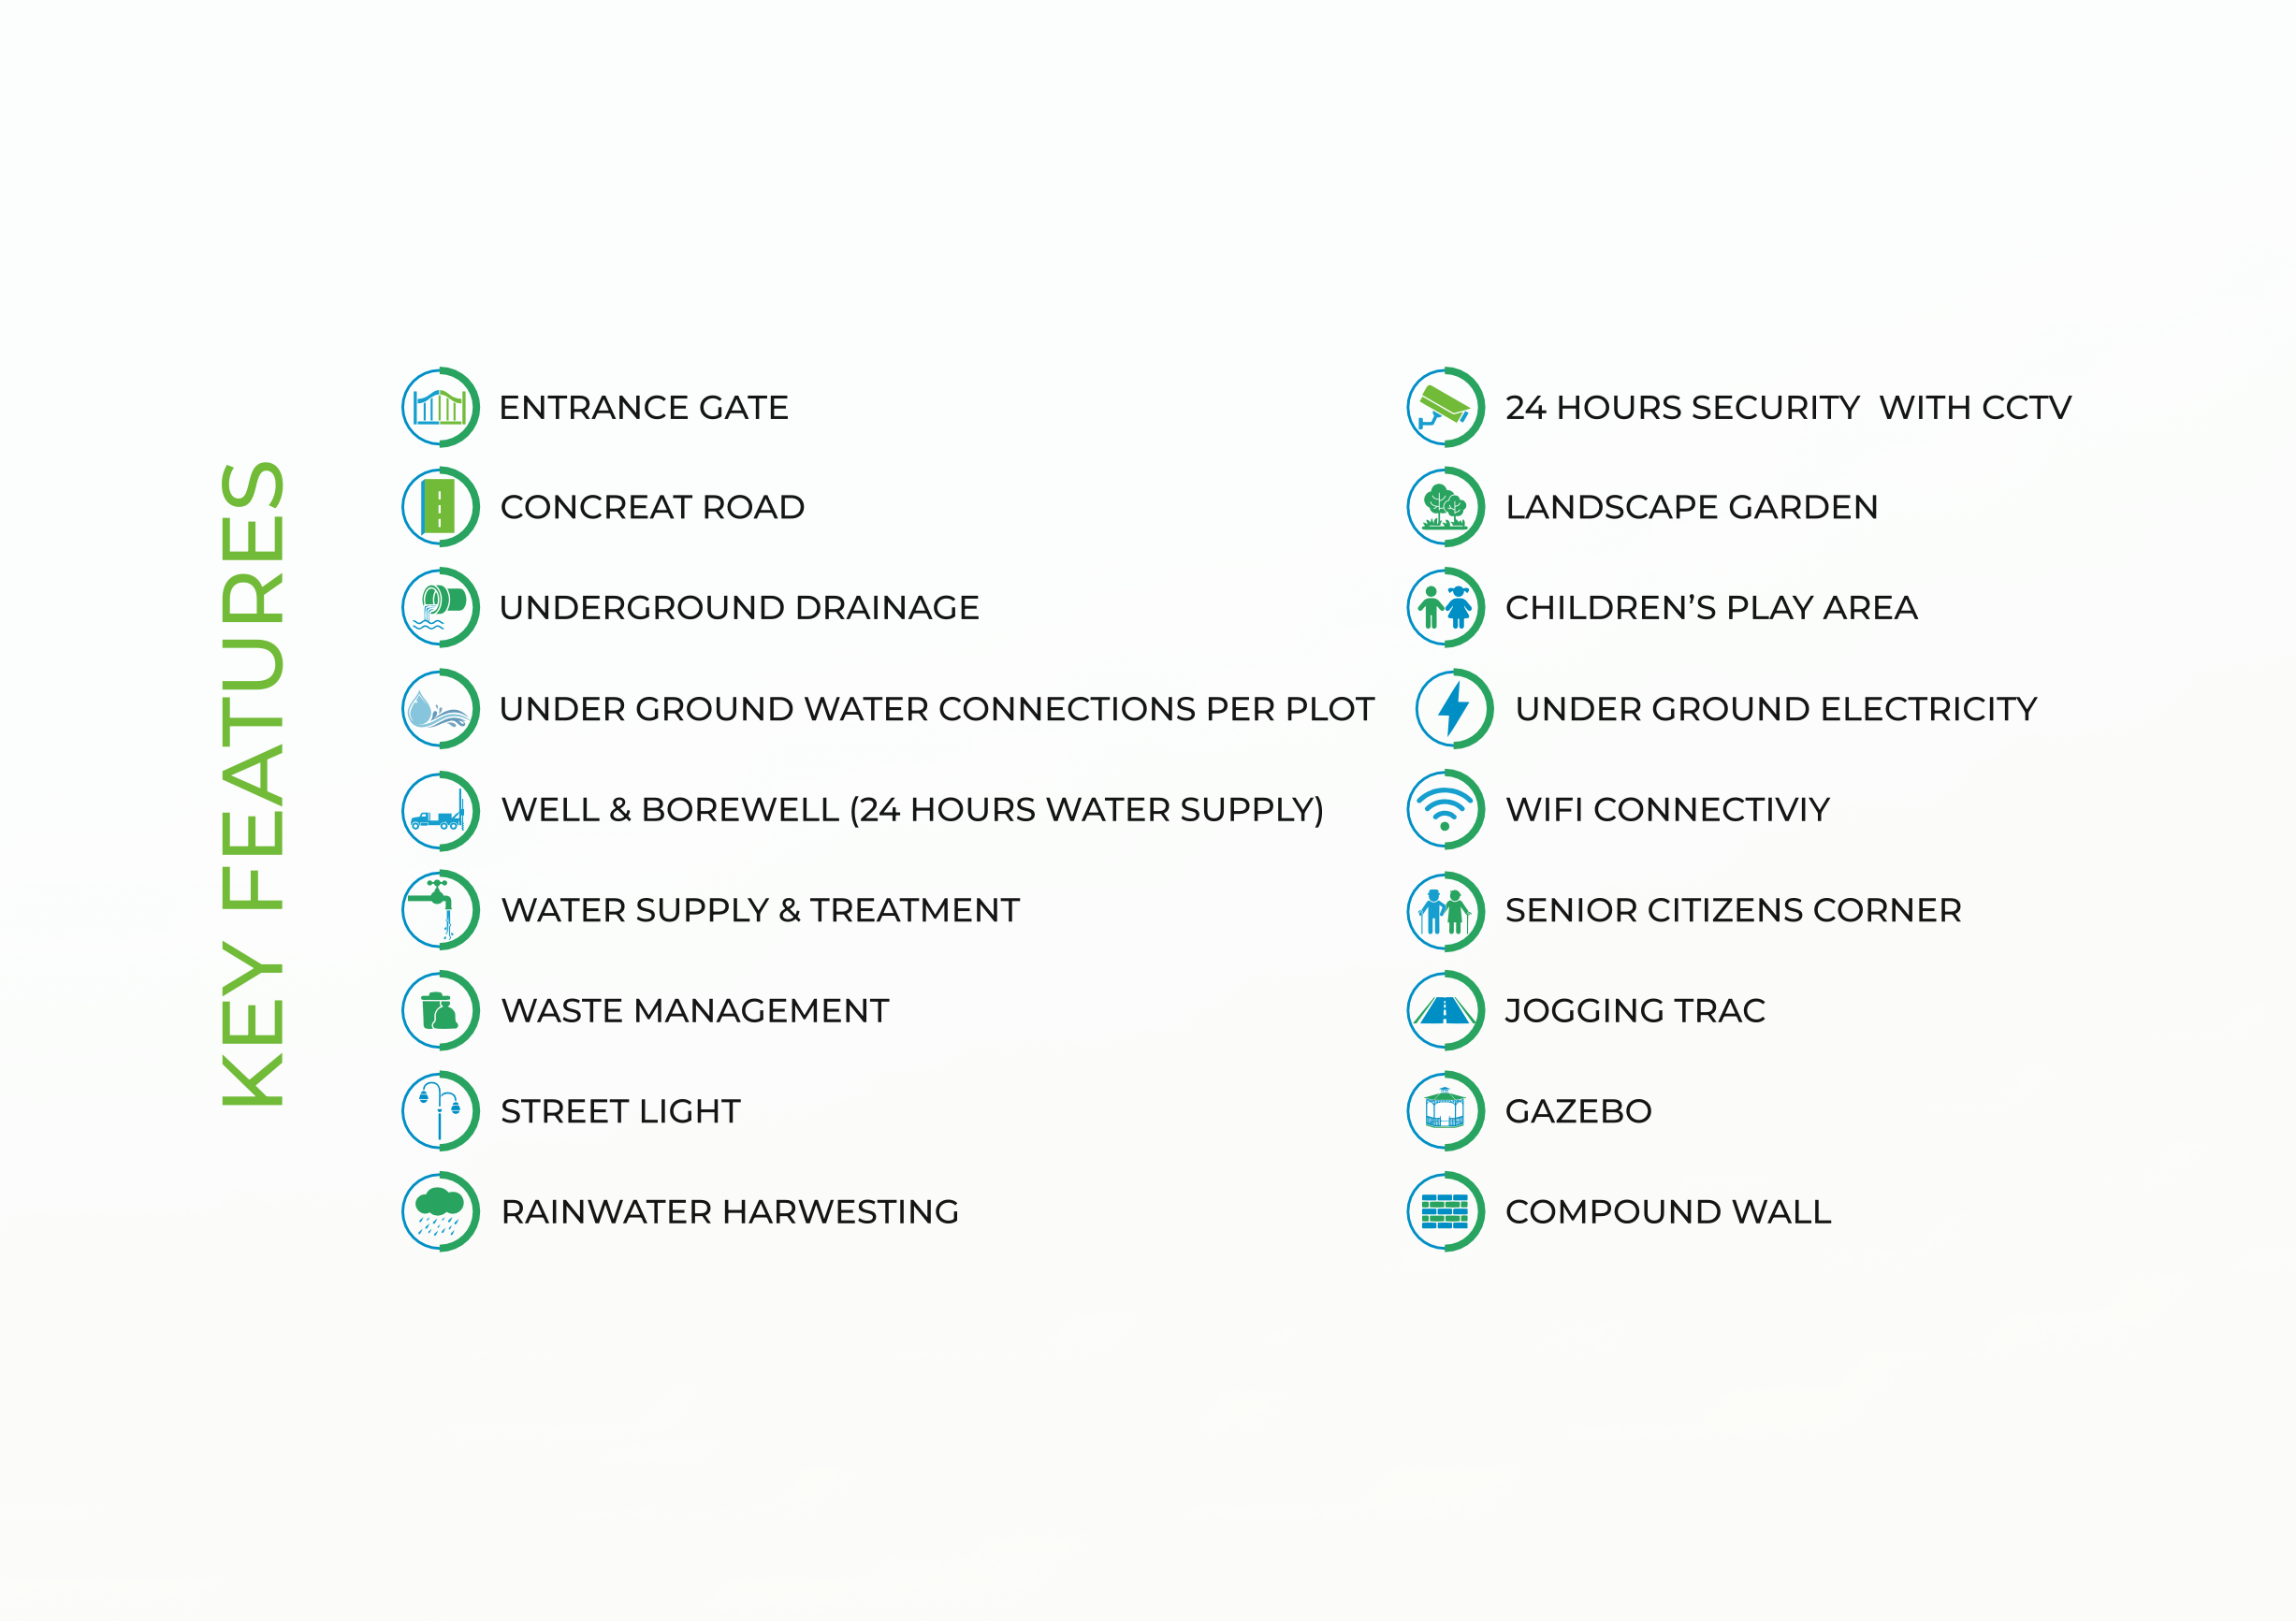 KEY FEATURES
ENTRANCE GATE
CONCREAT ROAD
UNDERGROUND DRAINAGE
UNDER GROUND WATER CONNECTIONS PER PLOT
WELL & BOREWELL (24 HOURS WATER SUPPLY)
WATER SUPPLY & TREATMENT
WASTE MANAGEMENT
STREET LIGHT
RAINWATER HARWESTING
24 HOURS SECURITY  WITH CCTV
LANDSCAPE GARDEN
CHILDREN’S PLAY AREA
UNDER GROUND ELECTRICITY
WIFI CONNECTIVIY
SENIOR CITIZENS CORNER
JOGGING TRAC
GAZEBO
COMPOUND WALL